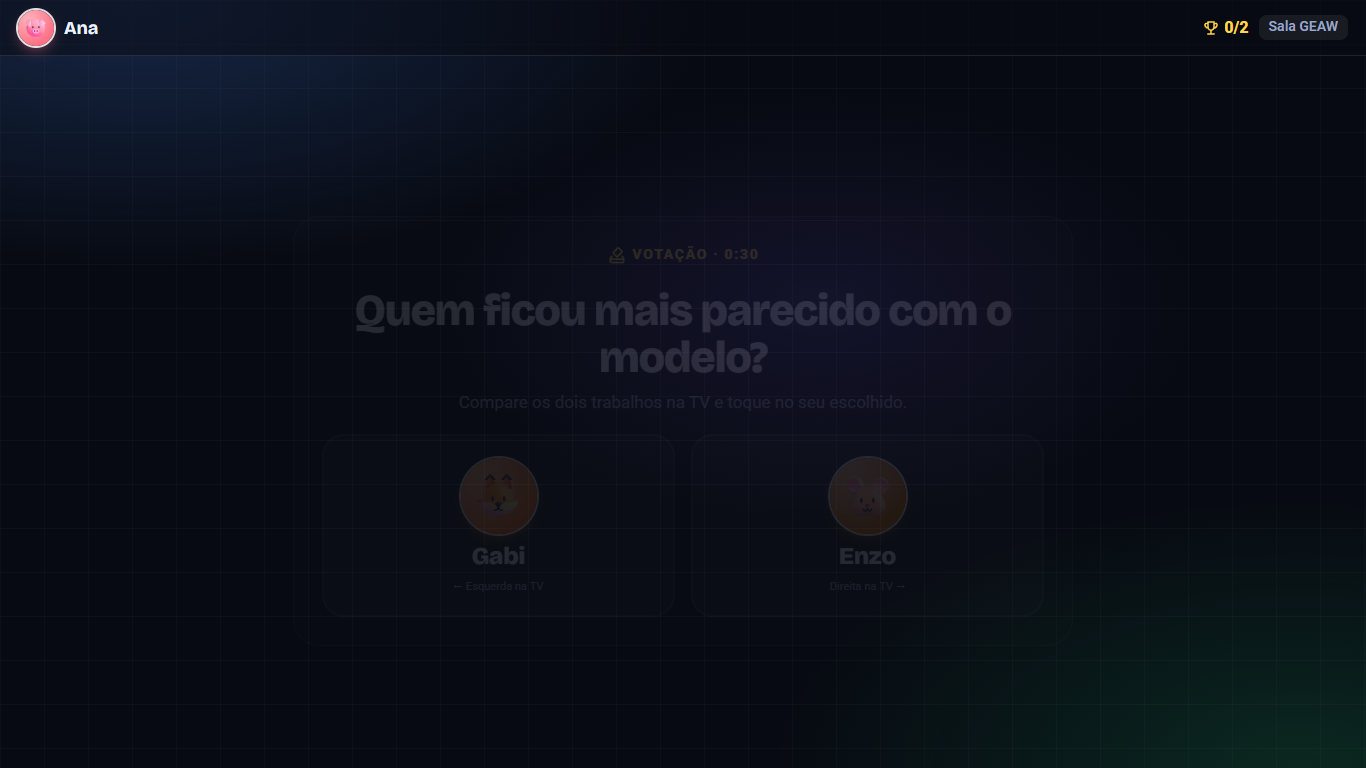 Ana
0/2
Sala GEAW
VOTAÇÃO · 0:30
Quem ficou mais parecido com o
modelo?
Compare os dois trabalhos na TV e toque no seu escolhido.
Gabi
← Esquerda na TV
Enzo
Direita na TV →